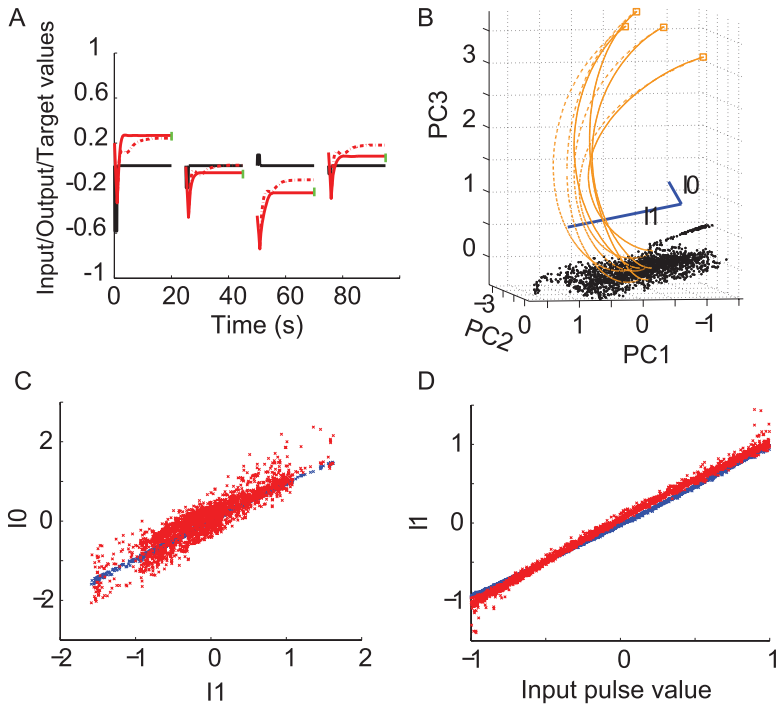 A
Input/Output/Target values
1
0.6
0.2
−0.2
−0.6
−1
0
20
40
60
80
Time (s)
B
PC3
3
2
1
0
I0
I1
−3
0
PC2
1
0
−1
PC1
C
I0
2
0
−2
−2
−1
0
1
2
I1
D
I1
1
0
−1
−1
0
1
Input pulse value